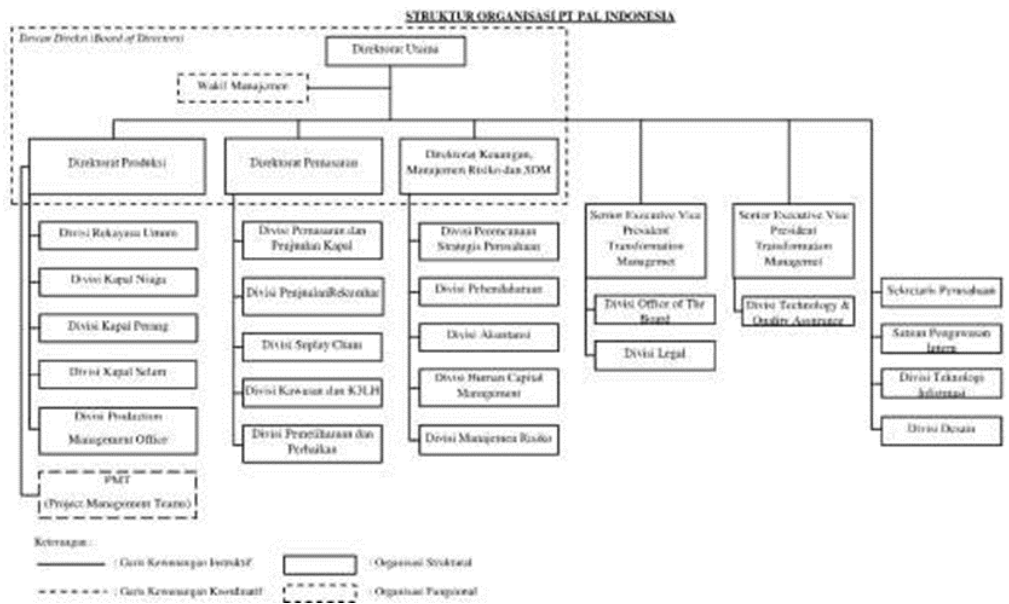 STRUKTUR ORGANISASI PT PAL INDONESIA
Dewan Direksi (Board of Directors)
Direktorat Utama
Wakil Manajemen
Direktorat Produksi
Direktorat Pemasaran
Direktorat Keuangan,
Manajemen Risiko dan SDM
Divisi Rekayasa Umum
Divisi Kapal Niaga
Divisi Kapal Perang
Divisi Kapal Selam
Divisi Production
Management Office
PMT
(Project Management Teams)
Divisi Pemasaran dan
Penjualan Kapal
Divisi Penjualan
Divisi Suplay Chain
Divisi Kawasan dan K3LH
Divisi Pemeliharaan dan
Perbaikan
Divisi Perencanaan
Strategis Perusahaan
Divisi Perbendaharaan
Divisi Akuntansi
Divisi Human Capital
Management
Divisi Manajemen Risiko
Senior Executive Vice
President
Transformation
Managemet
Divisi Office of The
Board
Divisi Legal
Senior Executive Vice
President
Transformation
Managemet
Divisi Technology &
Quality Assurance
Sekretaris Perusahaan
Satuan Pengawasan
Intern
Divisi Teknologi
Informasi
Divisi Desain
Keterangan :
: Garis Kewenangan Instruktif
: Organisasi Struktural
: Garis Kewenangan Koordinatif
: Organisasi Fungsional